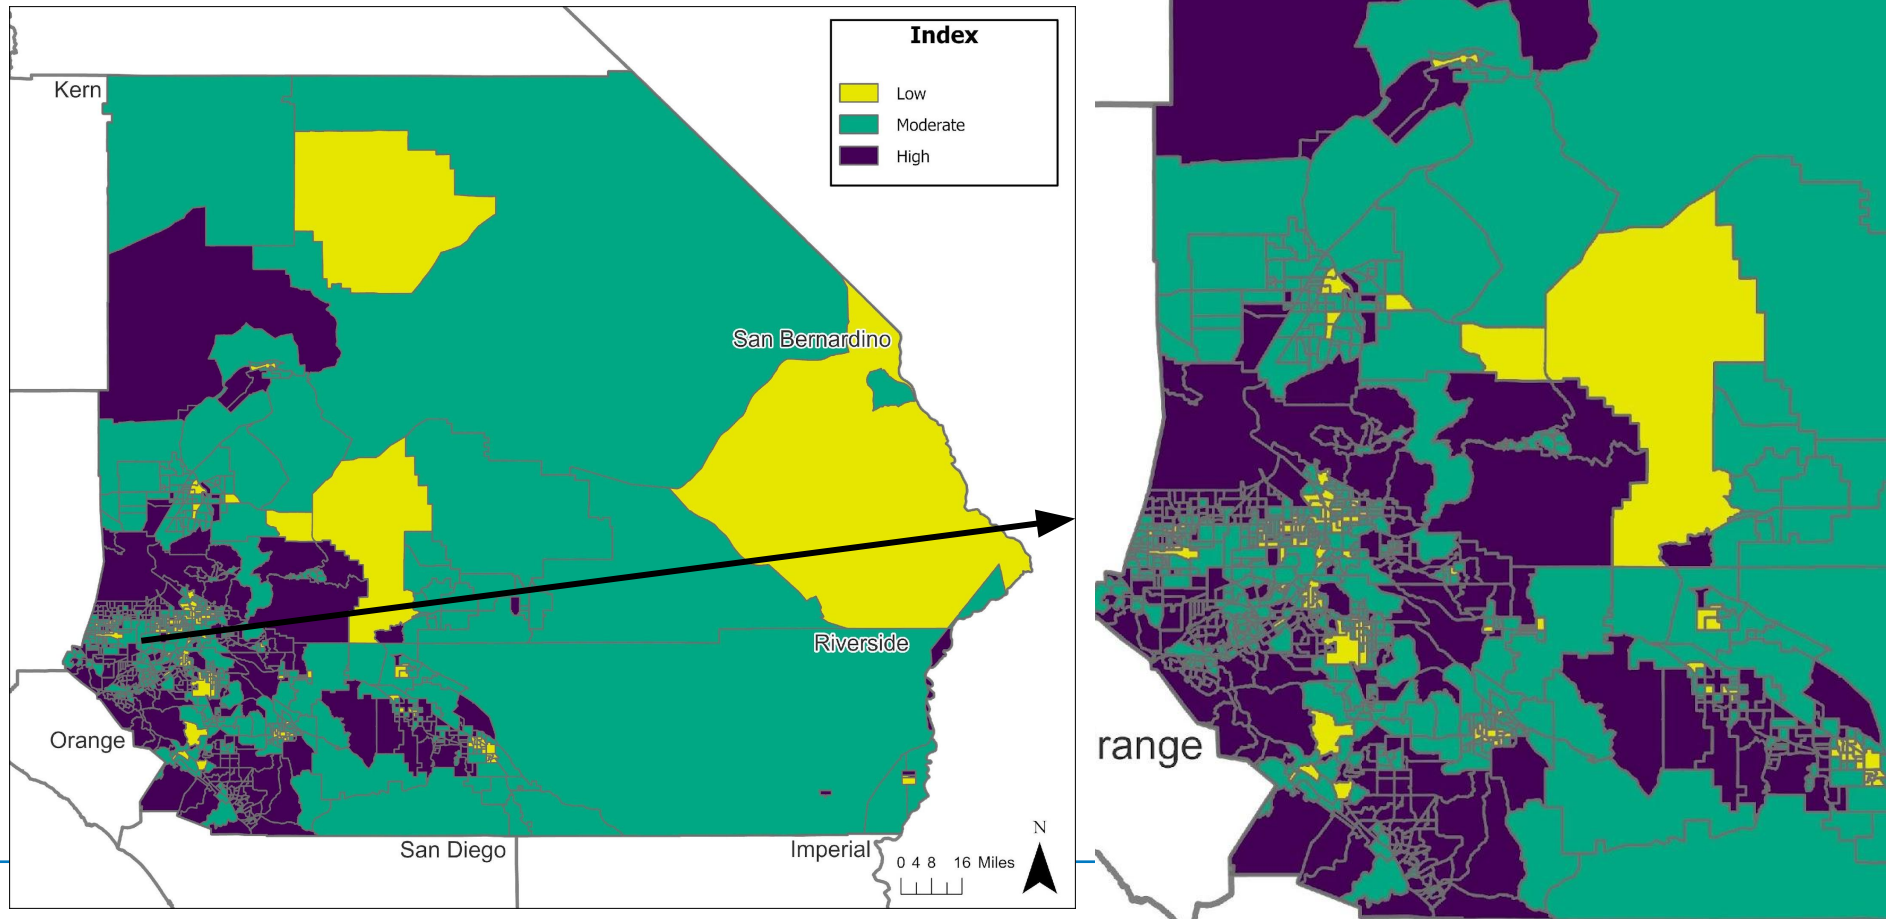 Index
Kern
Low
Moderate
High
San Bernardino
Riverside
Orange
range
San Diego
Imperial
N
0 4 8 16 Miles